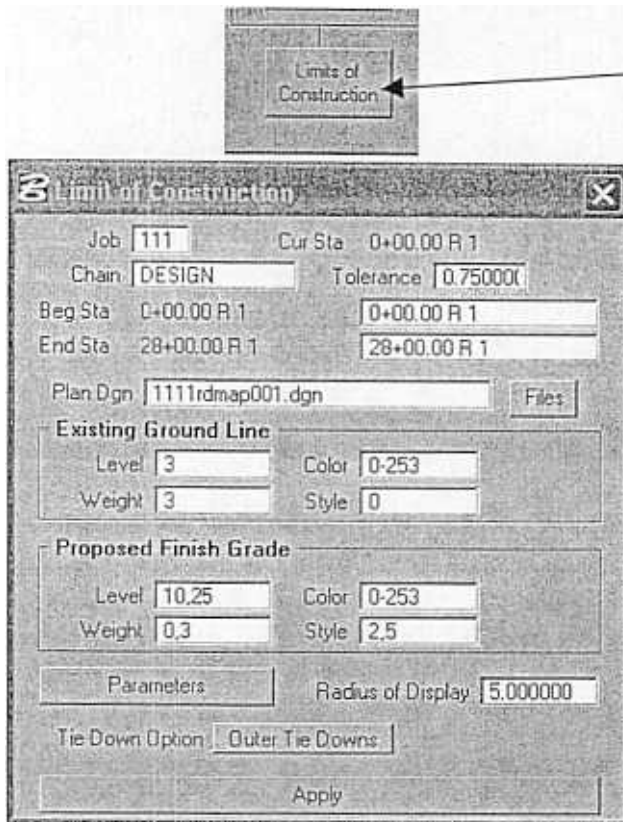 Limits of
Construction
Limit of Construction
Job 111 Cur Sta 0+00.00 R 1
Chain DESIGN Tolerance 0.75000(
Beg Sta 0+00.00 R 1 0+00.00 R 1
End Sta 28+00.00 R 1 28+00.00 R 1
Plan Dgn 1111rdmap001.dgn Files
Existing Ground Line
Level 3 Color 0-253
Weight 3 Style 0
Proposed Finish Grade
Level 10,25 Color 0-253
Weight 0,3 Style 2,5
Parameters Radius of Display 5.000000
Tie Down Option Outer Tie Downs
Apply